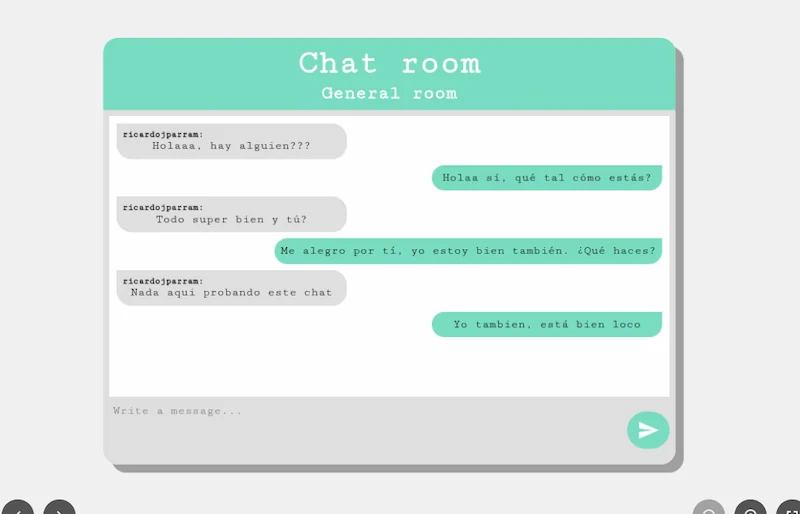 Chat room
General room
ricardojparram:
Holaaa, hay alguien???
Holaa sí, qué tal cómo estás?
ricardojparram:
Todo super bien y tú?
Me alegro por tí, yo estoy bien también. ¿Qué haces?
ricardojparram:
Nada aqui probando este chat
Yo tambien, está bien loco
Write a message...